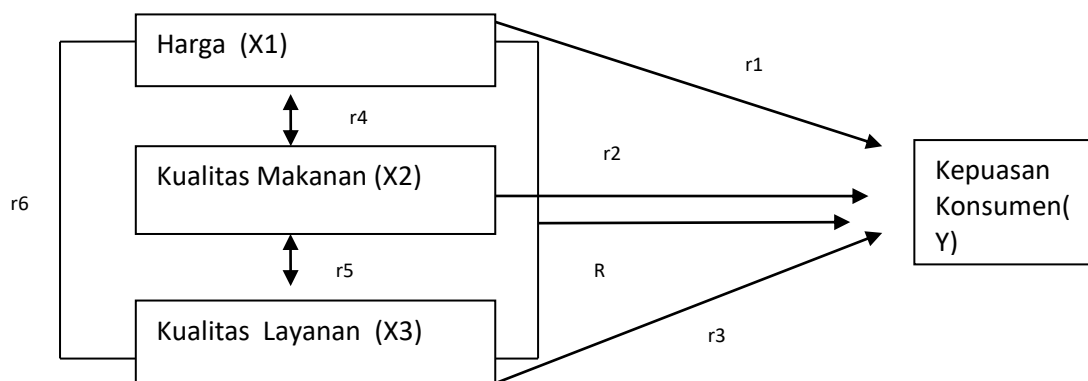 Harga  (X1)
r1
r4
r2
Kualitas Makanan (X2)
Kepuasan
Konsumen(
Y)
r6
r5
R
Kualitas  Layanan  (X3)
r3